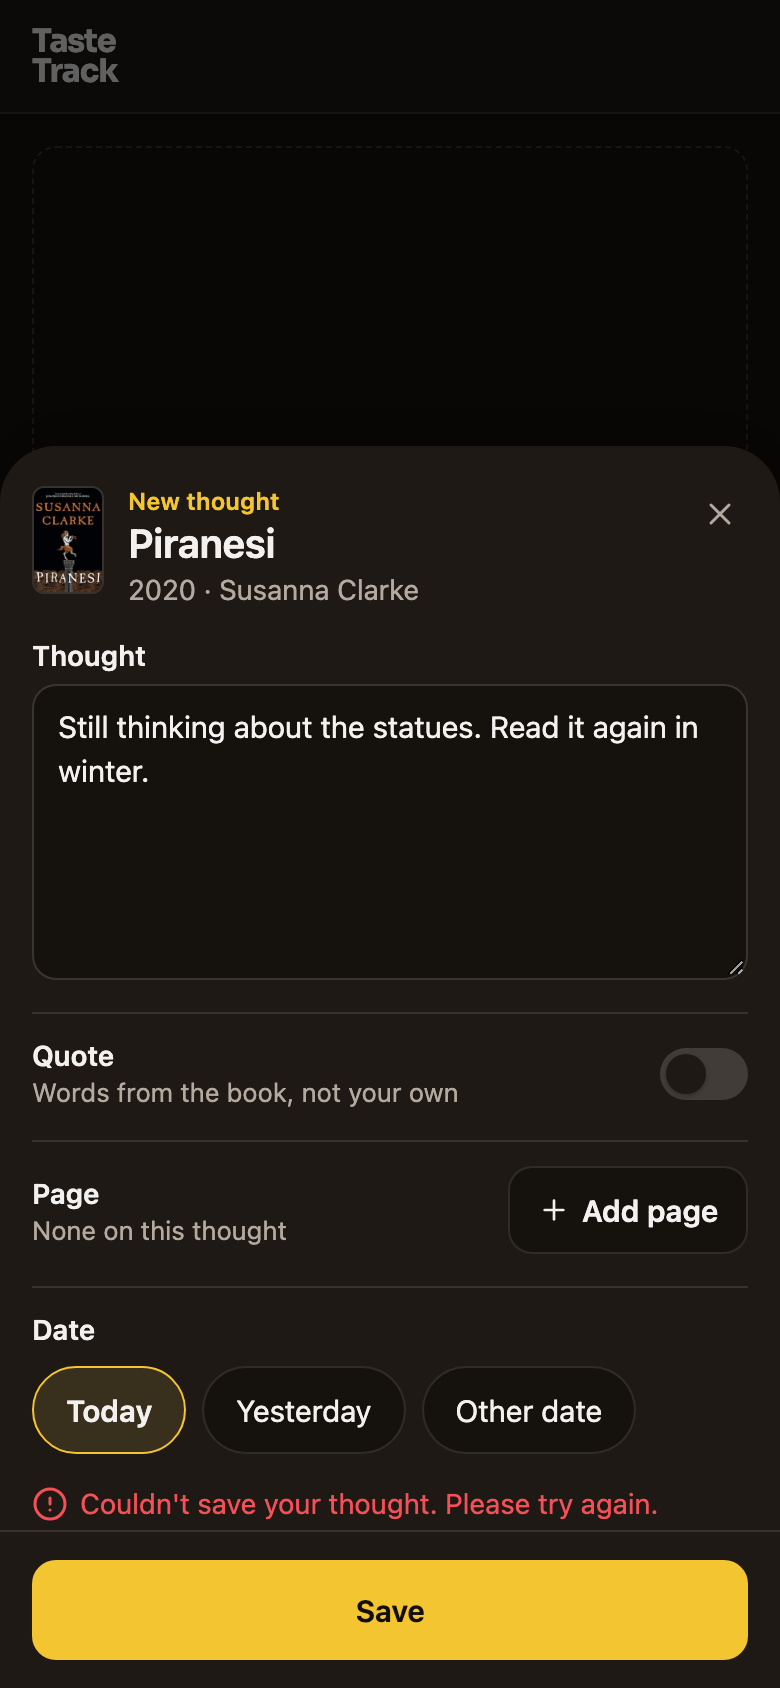 Taste
Track
SUSANNA
CLARKE
PIRANESI
New thought
Piranesi
2020 · Susanna Clarke
Thought
Still thinking about the statues. Read it again in
winter.
Quote
Words from the book, not your own
Page
None on this thought
Add page
Date
Today
Yesterday
Other date
Couldn't save your thought. Please try again.
Save